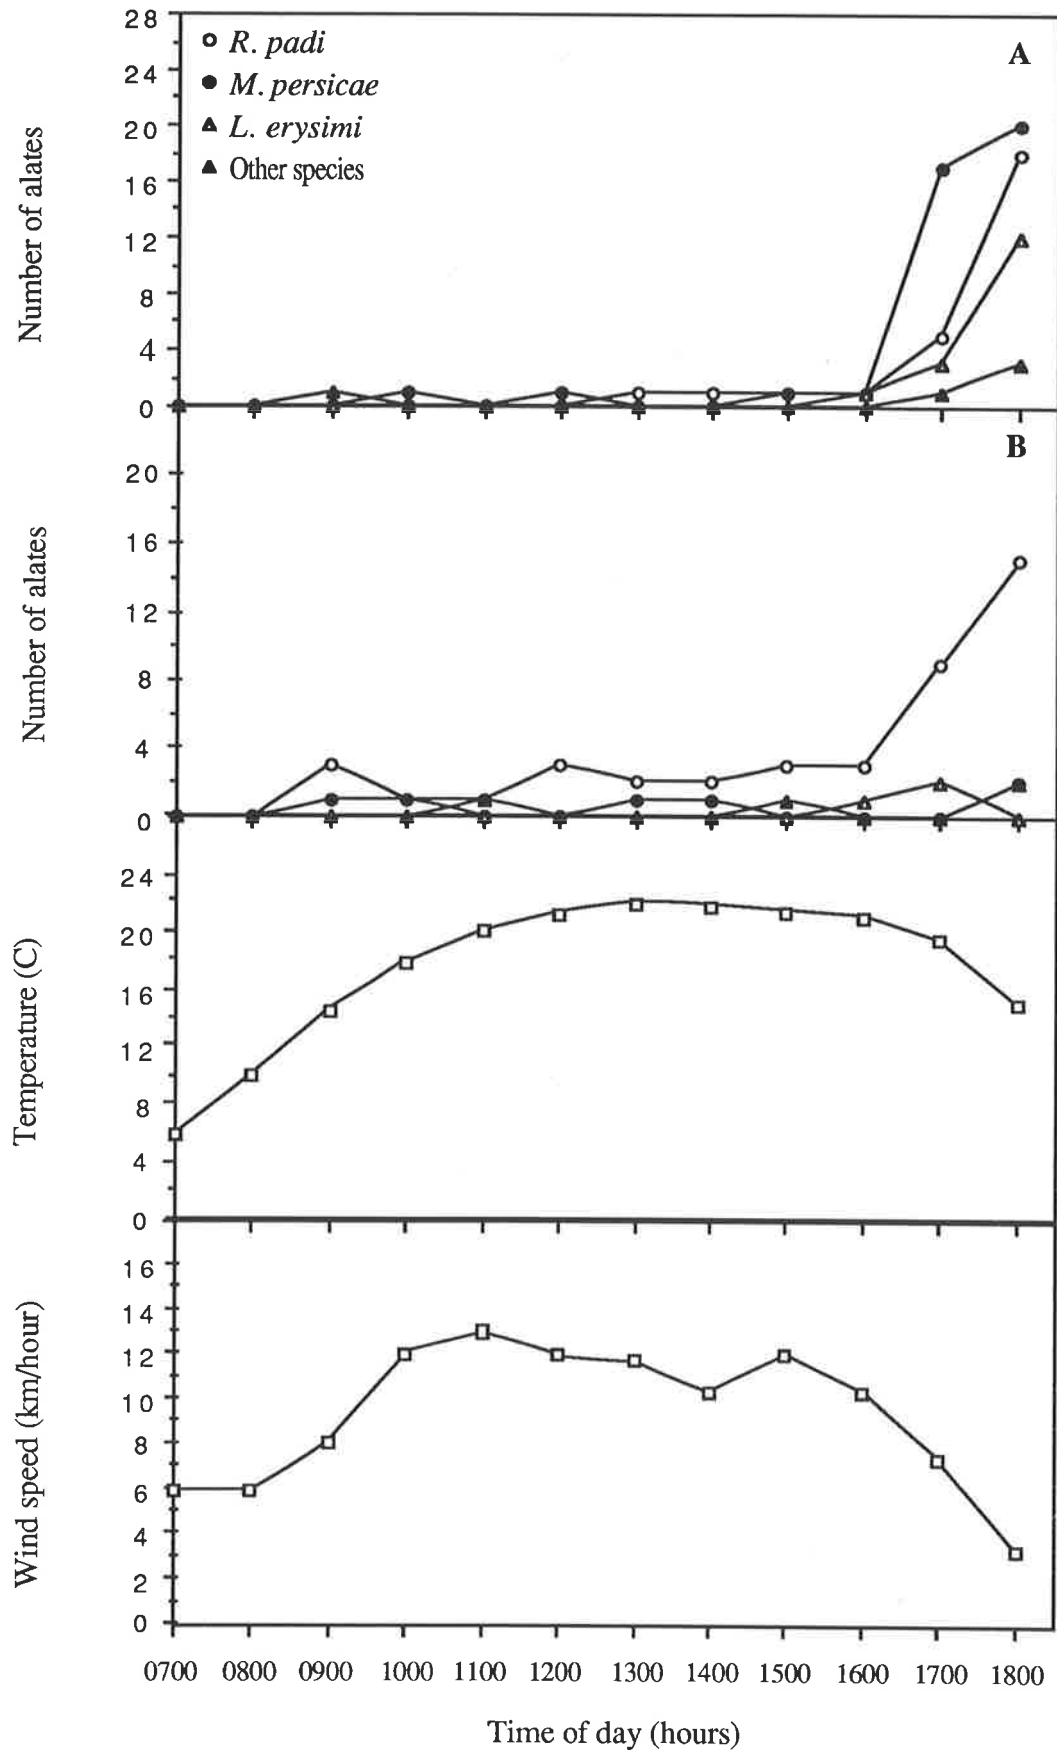 28
24
20
16
12
8
4
0
Number of alates
R. padi
M. persicae
L. erysimi
Other species
A
B
20
16
12
8
4
0
Number of alates
24
20
16
12
8
4
0
Temperature (C)
16
14
12
10
8
6
4
2
0
Wind speed (km/hour)
0700 0800 0900 1000 1100 1200 1300 1400 1500 1600 1700 1800
Time of day (hours)